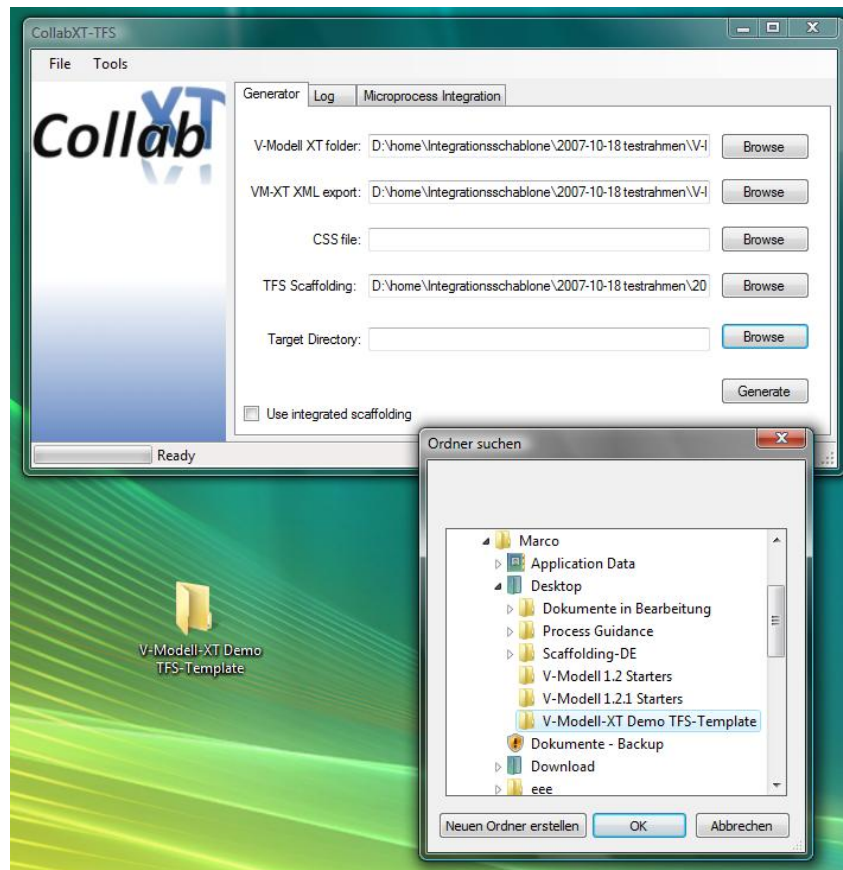 CollabXT-TFS
File Tools
CollabXT
Generator Log Microprocess Integration
V-Modell XT folder: D:\home\Integrationsschablone\2007-10-18 testrahmen\V-I Browse
VM-XT XML export: D:\home\Integrationsschablone\2007-10-18 testrahmen\V-I Browse
CSS file: Browse
TFS Scaffolding: D:\home\Integrationsschablone\2007-10-18 testrahmen\20 Browse
Target Directory: Browse
Generate
Use integrated scaffolding
Ready
Ordner suchen
Marco
Application Data
Desktop
Dokumente in Bearbeitung
Process Guidance
Scaffolding-DE
V-Modell 1.2 Starters
V-Modell 1.2.1 Starters
V-Modell-XT Demo TFS-Template
Dokumente - Backup
Download
eee
Neuen Ordner erstellen OK Abbrechen
V-Modell-XT Demo
TFS-Template